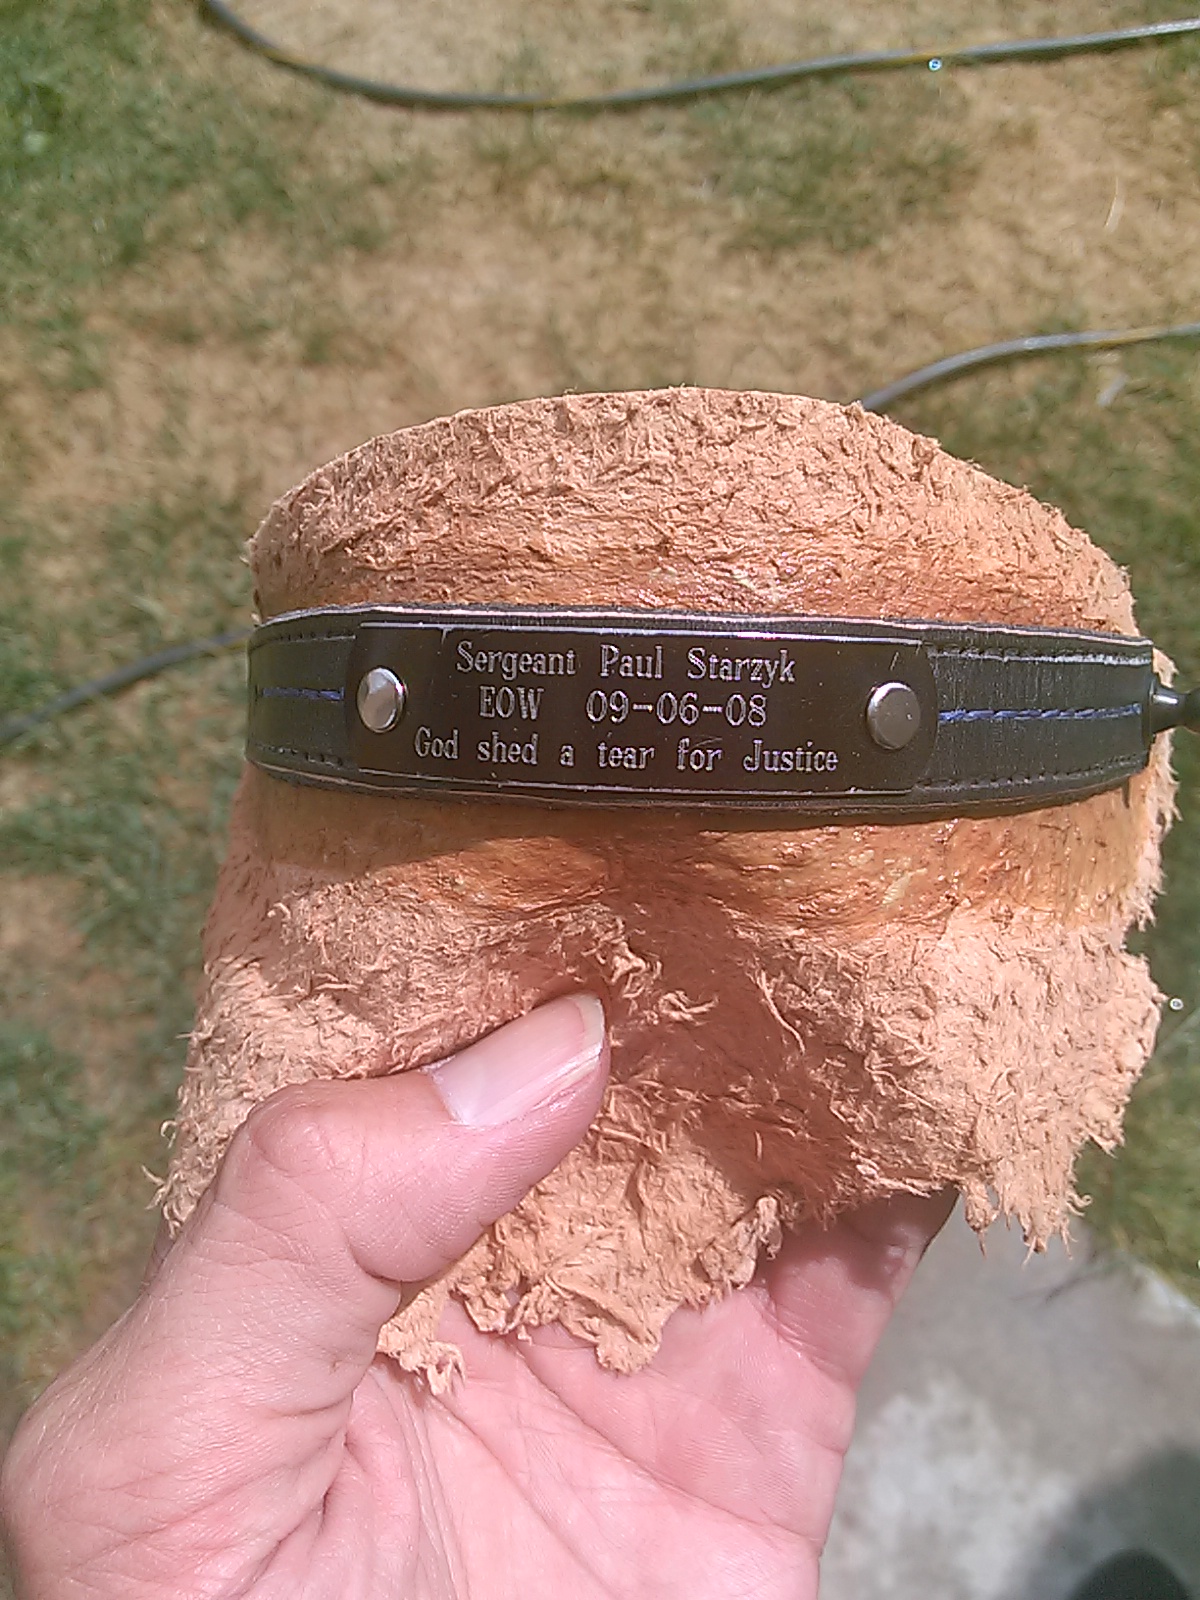 Sergeant Paul Starzyk
EOW 09-06-08
God shed a tear for Justice